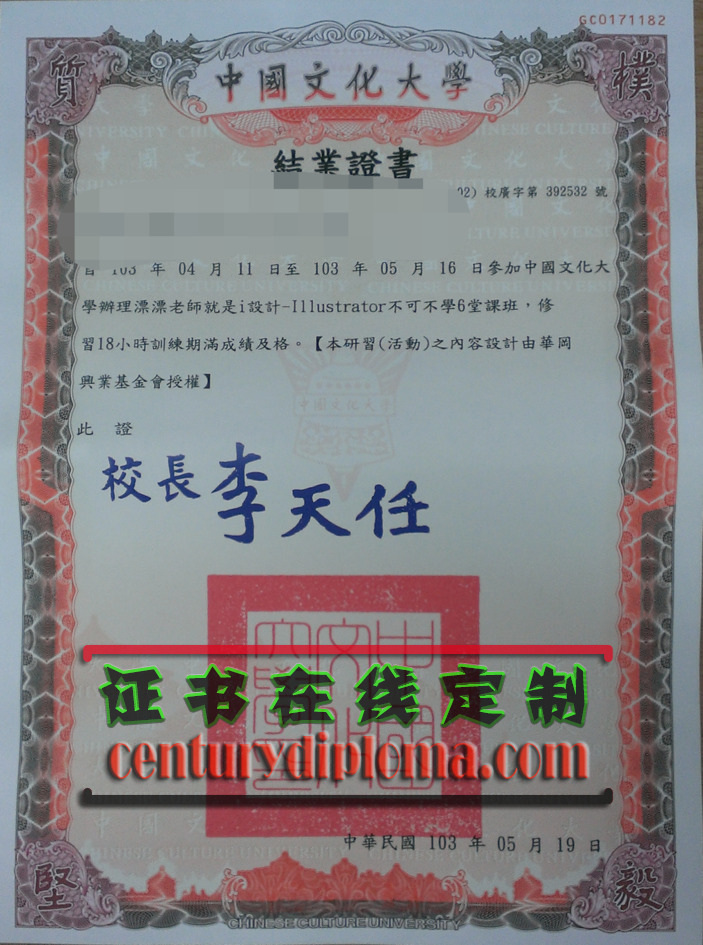 GC0171182
質 樸
中國文化大學
結業證書
02) 校廣字第 392532 號
自 103 年 04 月 11 日至 103 年 05 月 16 日參加中國文化大
學辦理漂漂老師就是i設計-Illustrator不可不學6堂課班，修
習18小時訓練期滿成績及格。【本研習(活動)之內容設計由華岡
興業基金會授權】
此 證
校長 李天任
证书在线定制
centurydiploma.com
中華民國 103 年 05 月 19 日
堅 毅
CHINESE CULTURE UNIVERSITY